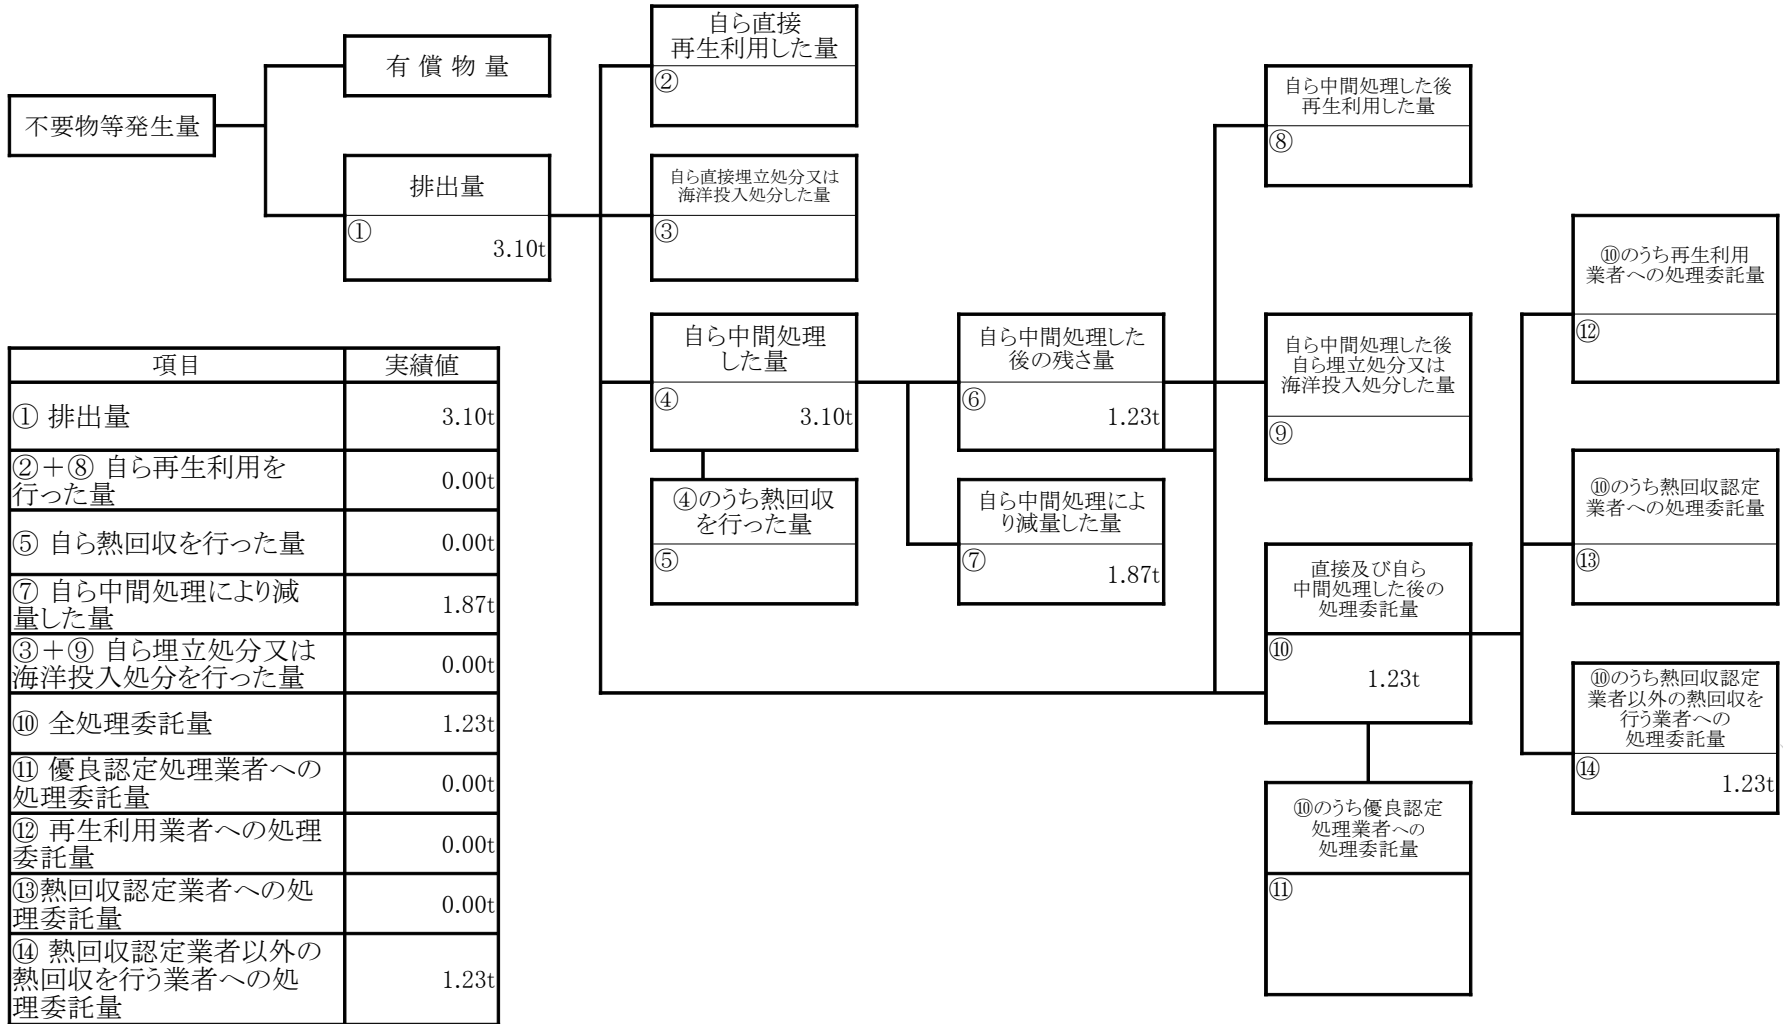 不要物等発生量
有 償 物 量
排出量
①
3.10t
自ら直接
再生利用した量
②
自ら直接埋立処分又は
海洋投入処分した量
③
自ら中間処理
した量
④
3.10t
④のうち熱回収
を行った量
⑤
自ら中間処理した
後の残さ量
⑥
1.23t
自ら中間処理によ
り減量した量
⑦
1.87t
自ら中間処理した後
再生利用した量
⑧
自ら中間処理した後
自ら埋立処分又は
海洋投入処分した量
⑨
直接及び自ら
中間処理した後の
処理委託量
⑩
1.23t
⑩のうち優良認定
処理業者への
処理委託量
⑪
⑩のうち再生利用
業者への処理委託量
⑫
⑩のうち熱回収認定
業者への処理委託量
⑬
⑩のうち熱回収認定
業者以外の熱回収を
行う業者への
処理委託量
⑭
1.23t
項目 実績値
① 排出量 3.10t
②＋⑧ 自ら再生利用を
行った量 0.00t
⑤ 自ら熱回収を行った量 0.00t
⑦ 自ら中間処理により減
量した量 1.87t
③＋⑨ 自ら埋立処分又は
海洋投入処分を行った量 0.00t
⑩ 全処理委託量 1.23t
⑪ 優良認定処理業者への
処理委託量 0.00t
⑫ 再生利用業者への処理
委託量 0.00t
⑬熱回収認定業者への処
理委託量 0.00t
⑭ 熱回収認定業者以外の
熱回収を行う業者への処
理委託量 1.23t